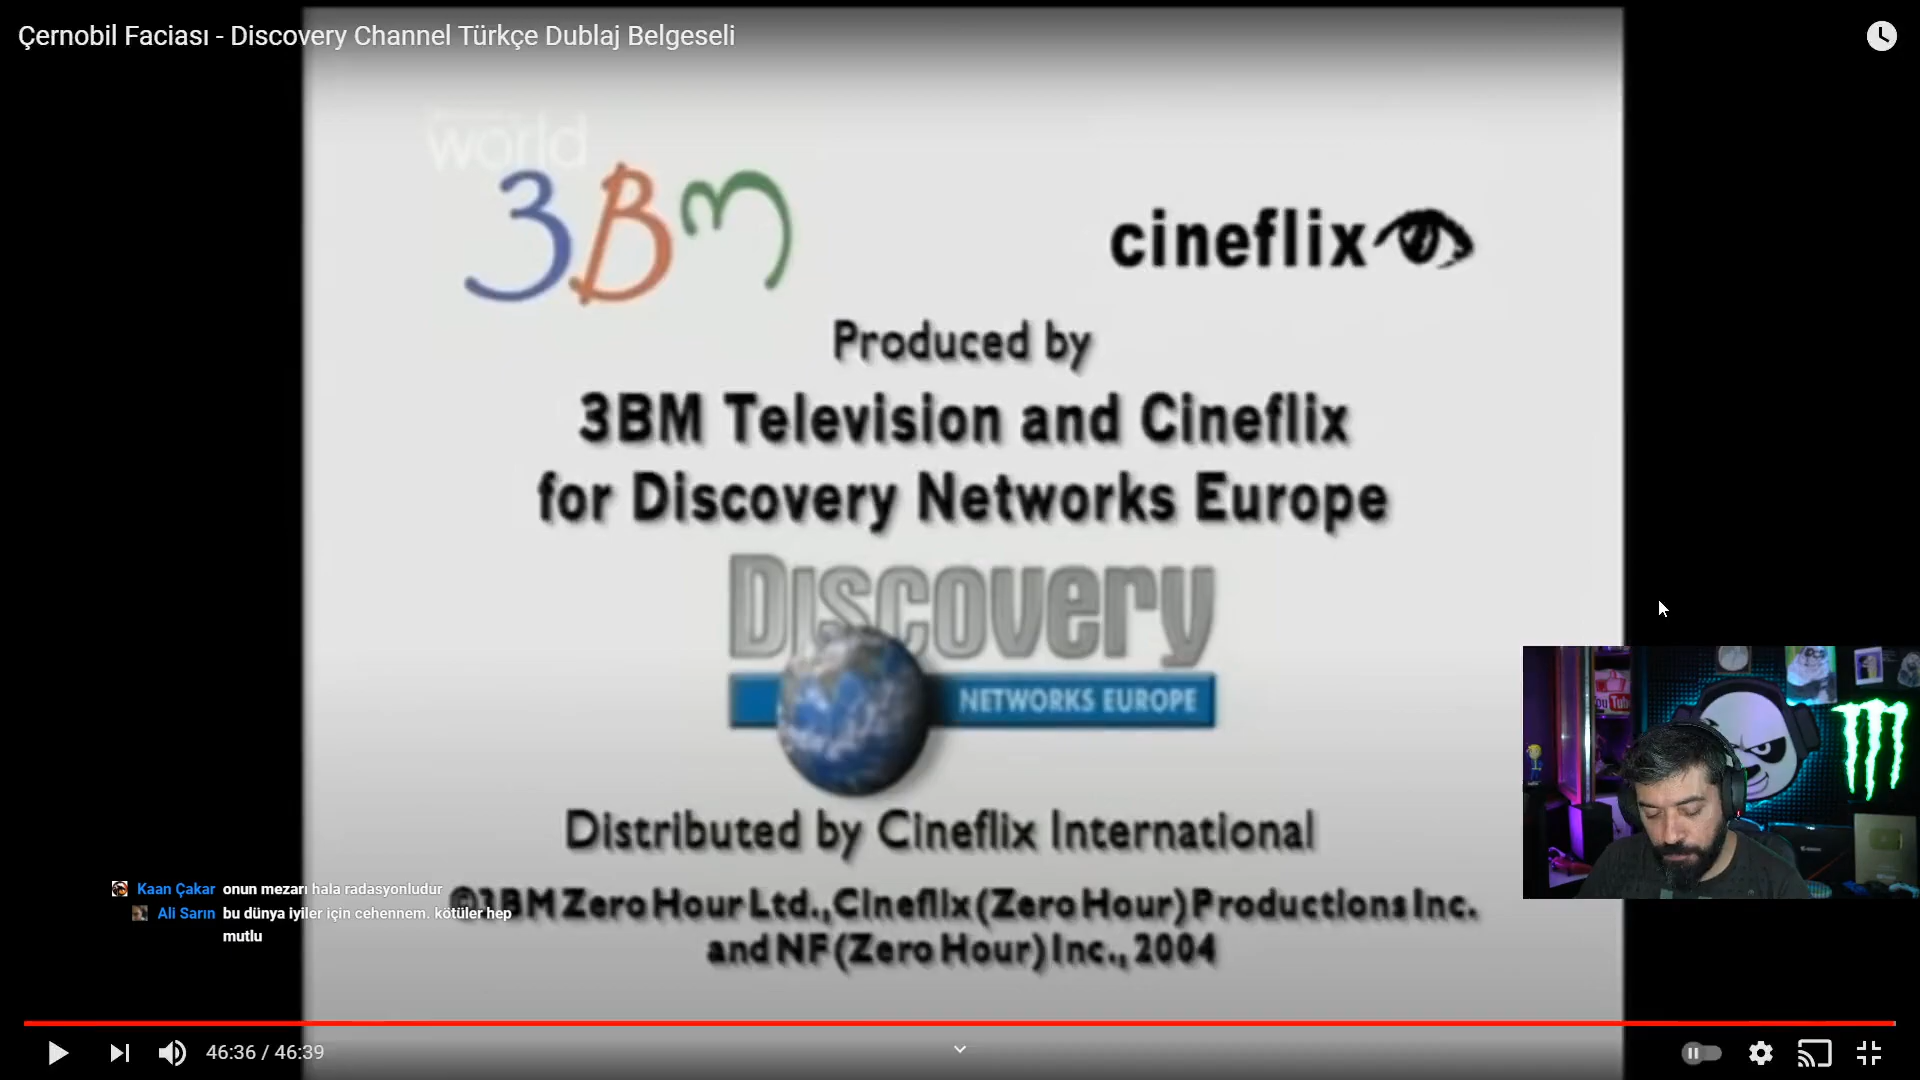 Çernobil Faciası - Discovery Channel Türkçe Dublaj Belgeseli
world
3Bm
cineflix
Produced by
3BM Television and Cineflix
for Discovery Networks Europe
Discovery
NETWORKS EUROPE
Distributed by Cineflix International
©3BM Zero Hour Ltd., Cineflix (Zero Hour) Productions Inc.
and NF (Zero Hour) Inc., 2004
Kaan Çakar onun mezarı hala radasyonludur
Ali Sarın bu dünya iyiler için cehennem. kötüler hep
mutlu
46:36 / 46:39